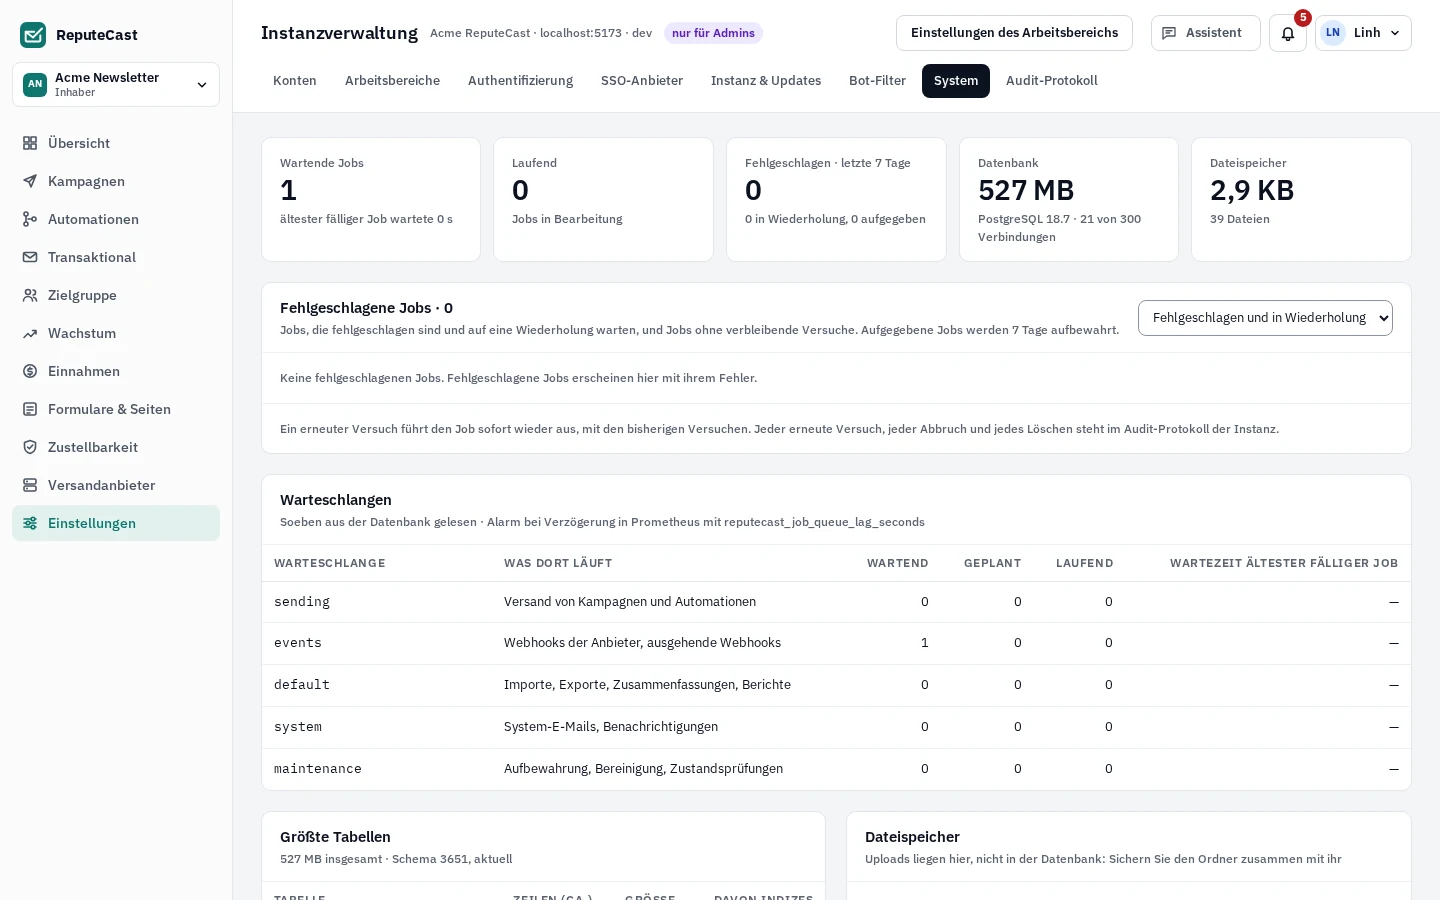 ReputeCast
AN
Acme Newsletter
Inhaber
Übersicht
Kampagnen
Automationen
Transaktional
Zielgruppe
Wachstum
Einnahmen
Formulare & Seiten
Zustellbarkeit
Versandanbieter
Einstellungen
Instanzverwaltung
Acme ReputeCast · localhost:5173 · dev
nur für Admins
Einstellungen des Arbeitsbereichs
Assistent
5
LN
Linh
Konten
Arbeitsbereiche
Authentifizierung
SSO-Anbieter
Instanz & Updates
Bot-Filter
System
Audit-Protokoll
Wartende Jobs
1
ältester fälliger Job wartete 0 s
Laufend
0
Jobs in Bearbeitung
Fehlgeschlagen · letzte 7 Tage
0
0 in Wiederholung, 0 aufgegeben
Datenbank
527 MB
PostgreSQL 18.7 · 21 von 300
Verbindungen
Dateispeicher
2,9 KB
39 Dateien
Fehlgeschlagene Jobs · 0
Jobs, die fehlgeschlagen sind und auf eine Wiederholung warten, und Jobs ohne verbleibende Versuche. Aufgegebene Jobs werden 7 Tage aufbewahrt.
Fehlgeschlagen und in Wiederholung
Keine fehlgeschlagenen Jobs. Fehlgeschlagene Jobs erscheinen hier mit ihrem Fehler.
Ein erneuter Versuch führt den Job sofort wieder aus, mit den bisherigen Versuchen. Jeder erneute Versuch, jeder Abbruch und jedes Löschen steht im Audit-Protokoll der Instanz.
Warteschlangen
Soeben aus der Datenbank gelesen · Alarm bei Verzögerung in Prometheus mit reputecast_job_queue_lag_seconds
WARTESCHLANGE WAS DORT LÄUFT WARTEND GEPLANT LAUFEND WARTEZEIT ÄLTESTER FÄLLIGER JOB
sending Versand von Kampagnen und Automationen 0 0 0 —
events Webhooks der Anbieter, ausgehende Webhooks 1 0 0 —
default Importe, Exporte, Zusammenfassungen, Berichte 0 0 0 —
system System-E-Mails, Benachrichtigungen 0 0 0 —
maintenance Aufbewahrung, Bereinigung, Zustandsprüfungen 0 0 0 —
Größte Tabellen
527 MB insgesamt · Schema 3651, aktuell
TABELLE ZEILEN (CA.) GRÖSSE DAVON INDIZES
Dateispeicher
Uploads liegen hier, nicht in der Datenbank: Sichern Sie den Ordner zusammen mit ihr